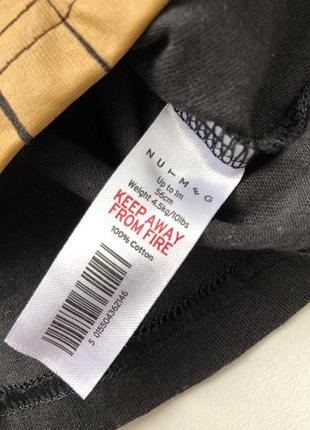 NUTMEG
Up to 1m
56cm
Weight 4.5kg/10lbs
KEEP AWAY
FROM FIRE
100% Cotton
5 015504 362146